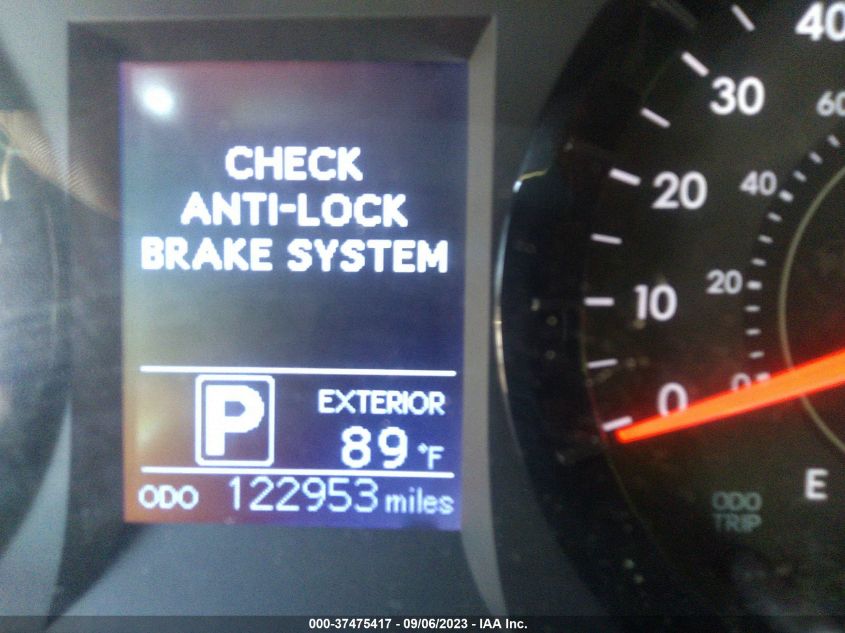 CHECK
ANTI-LOCK
BRAKE SYSTEM
P
EXTERIOR
89 °F
ODO 122953 miles
40
30
20
10
0
60
40
20
0
E
ODO
TRIP
000-37475417 - 09/06/2023 - IAA Inc.